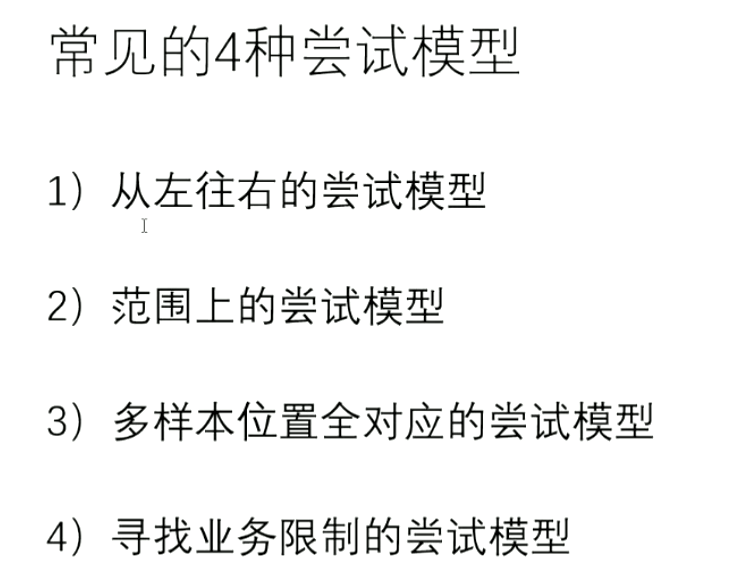 常见的4种尝试模型
1）从左往右的尝试模型
2）范围上的尝试模型
3）多样本位置全对应的尝试模型
4）寻找业务限制的尝试模型